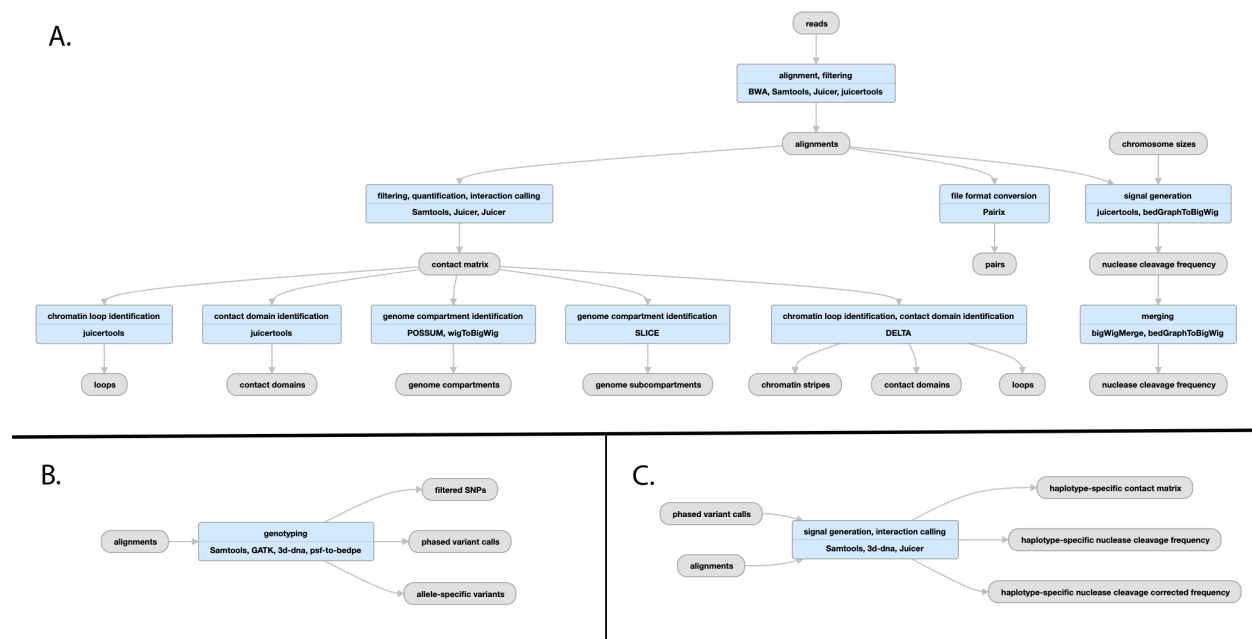 A.
reads
alignment, filtering
BWA, Samtools, Juicer, juicertools
alignments
chromosome sizes
filtering, quantification, interaction calling
Samtools, Juicer, Juicer
file format conversion
Pairix
signal generation
juicertools, bedGraphToBigWig
contact matrix
pairs
nuclease cleavage frequency
chromatin loop identification
juicertools
contact domain identification
juicertools
genome compartment identification
POSSUM, wigToBigWig
genome compartment identification
SLICE
chromatin loop identification, contact domain identification
DELTA
merging
bigWigMerge, bedGraphToBigWig
loops
contact domains
genome compartments
genome subcompartments
chromatin stripes
contact domains
loops
nuclease cleavage frequency
B.
filtered SNPs
alignments
genotyping
Samtools, GATK, 3d-dna, psf-to-bedpe
phased variant calls
allele-specific variants
C.
phased variant calls
alignments
signal generation, interaction calling
Samtools, 3d-dna, Juicer
haplotype-specific contact matrix
haplotype-specific nuclease cleavage frequency
haplotype-specific nuclease cleavage corrected frequency